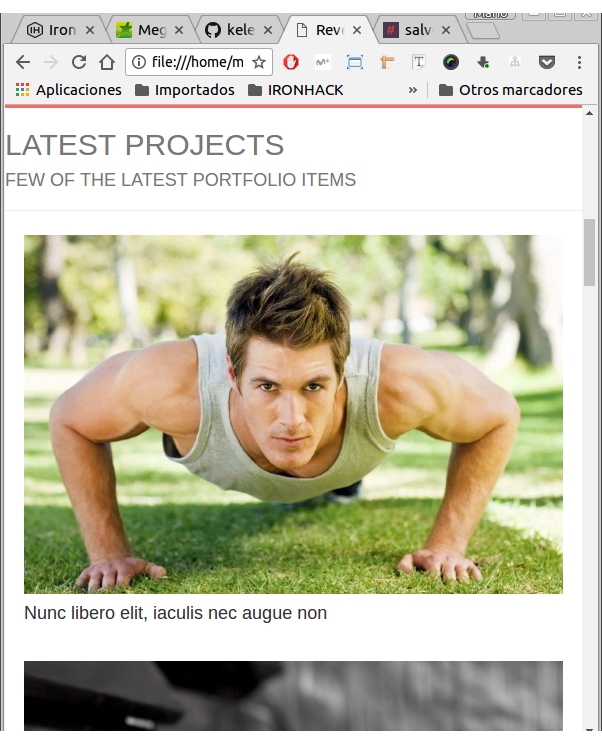 Mario
Iron
Meg
kele
Reve
salv
file:///home/m
Aplicaciones
Importados
IRONHACK
»
Otros marcadores
LATEST PROJECTS
FEW OF THE LATEST PORTFOLIO ITEMS
Nunc libero elit, iaculis nec augue non